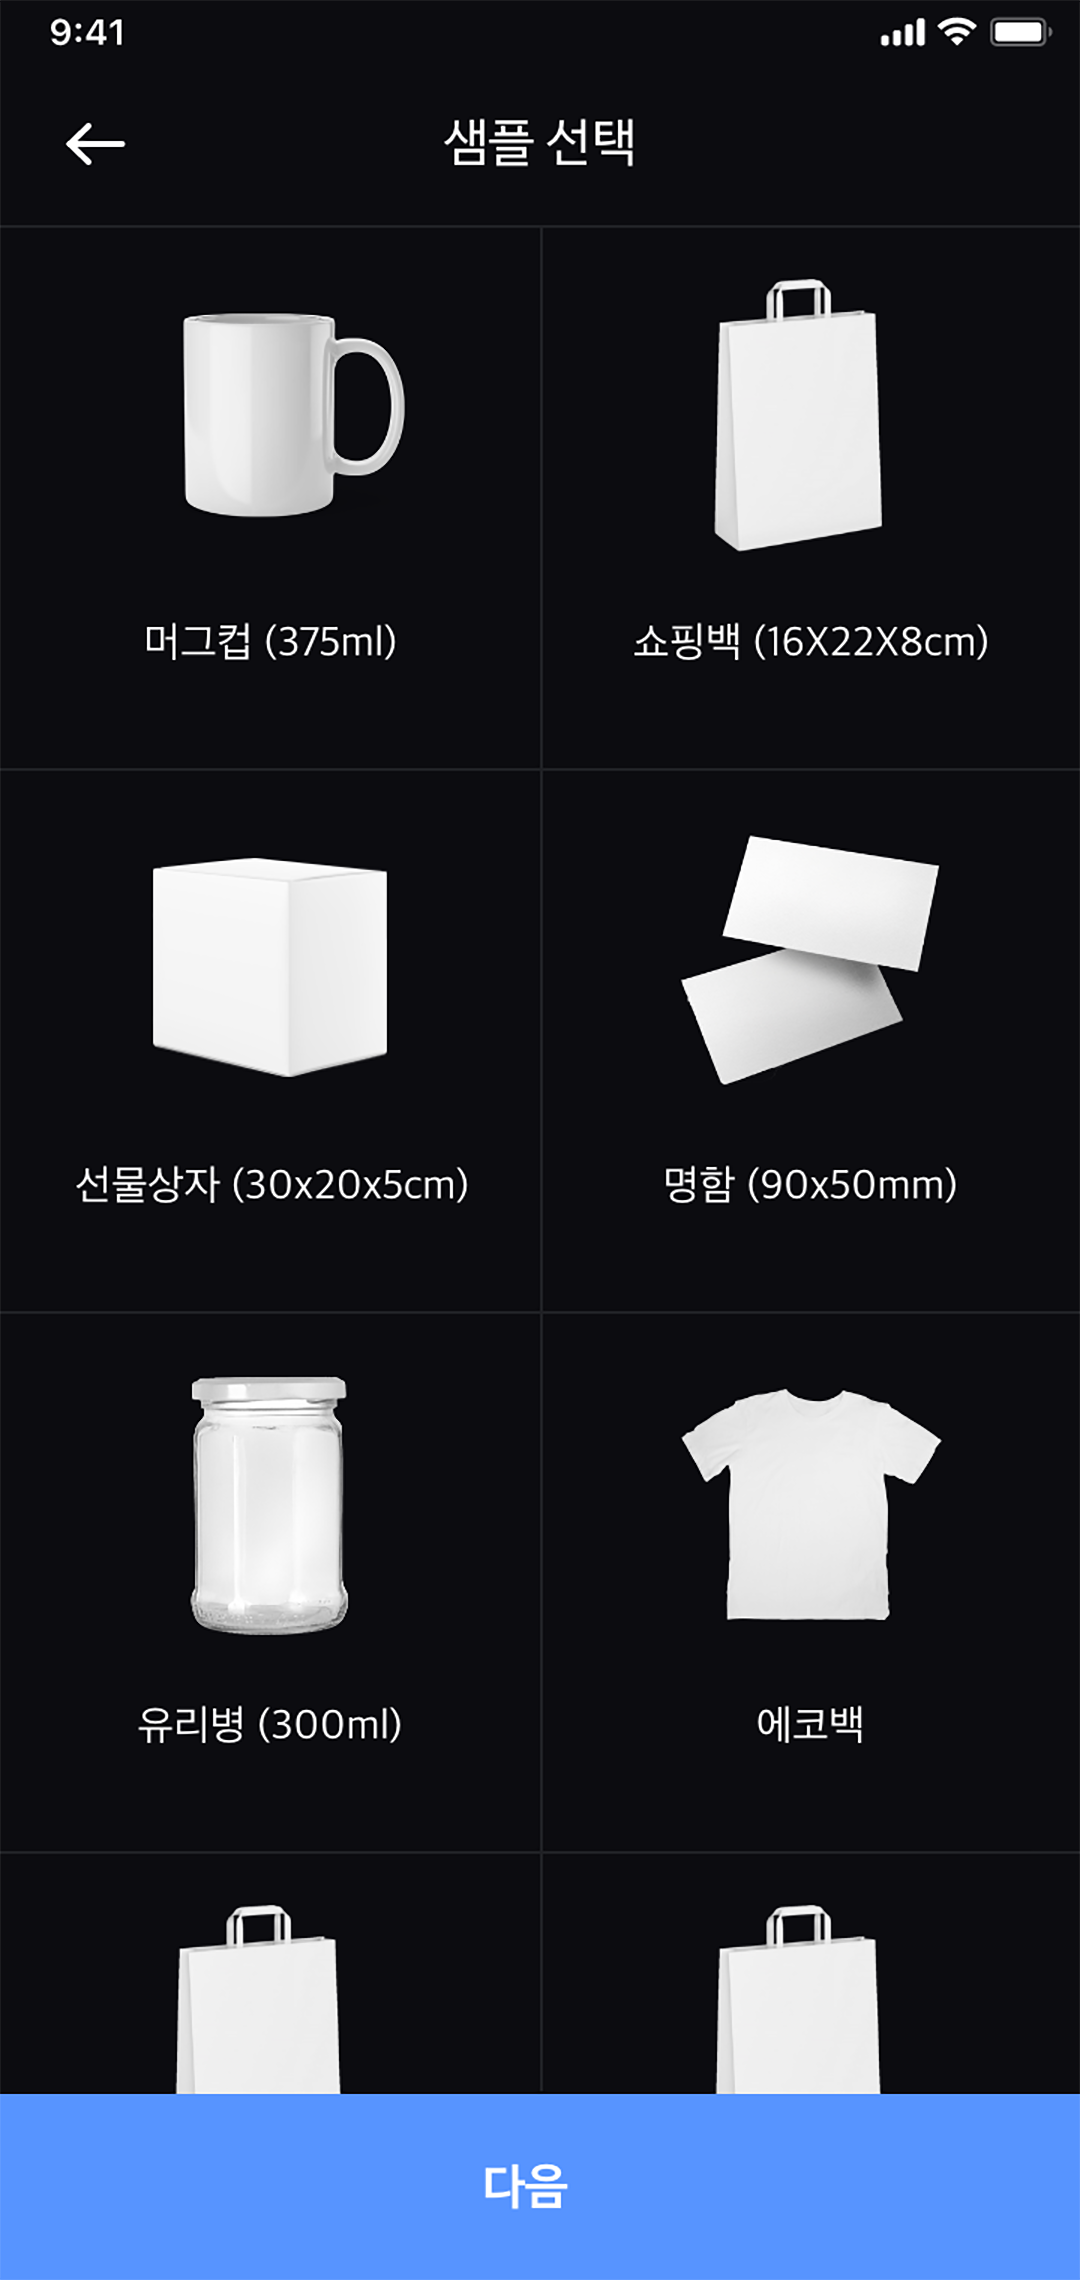 9:41
샘플 선택
머그컵 (375ml)
쇼핑백 (16X22X8cm)
선물상자 (30x20x5cm)
명함 (90x50mm)
유리병 (300ml)
에코백
다음